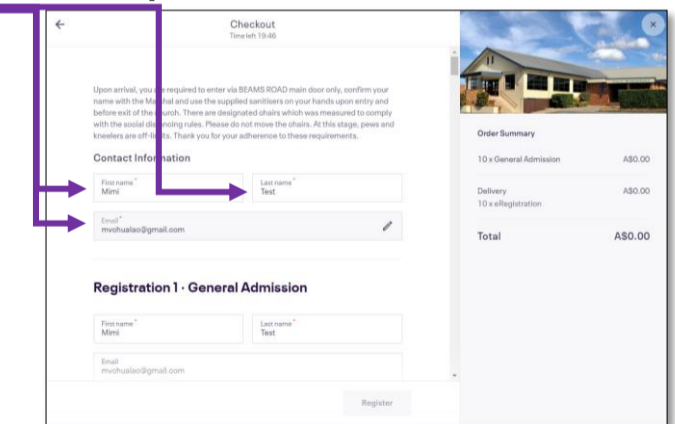 Checkout
Time left 19:46
Upon arrival, you are required to enter via BEAMS ROAD main door only, confirm your
name with the Marshal and use the supplied sanitisers on your hands upon entry and
before exit of the church. There are designated chairs which was measured to comply
with the social distancing rules. Please do not move the chairs. At this stage, pews and
kneelers are off-limits. Thank you for your adherence to these requirements.
Contact Information
First name *
Mimi
Last name *
Test
Email *
mvohualao@gmail.com
Registration 1 · General Admission
First name *
Mimi
Last name *
Test
Email
mvohualao@gmail.com
Register
Order Summary
10 x General Admission A$0.00
Delivery A$0.00
10 x eRegistration
Total A$0.00